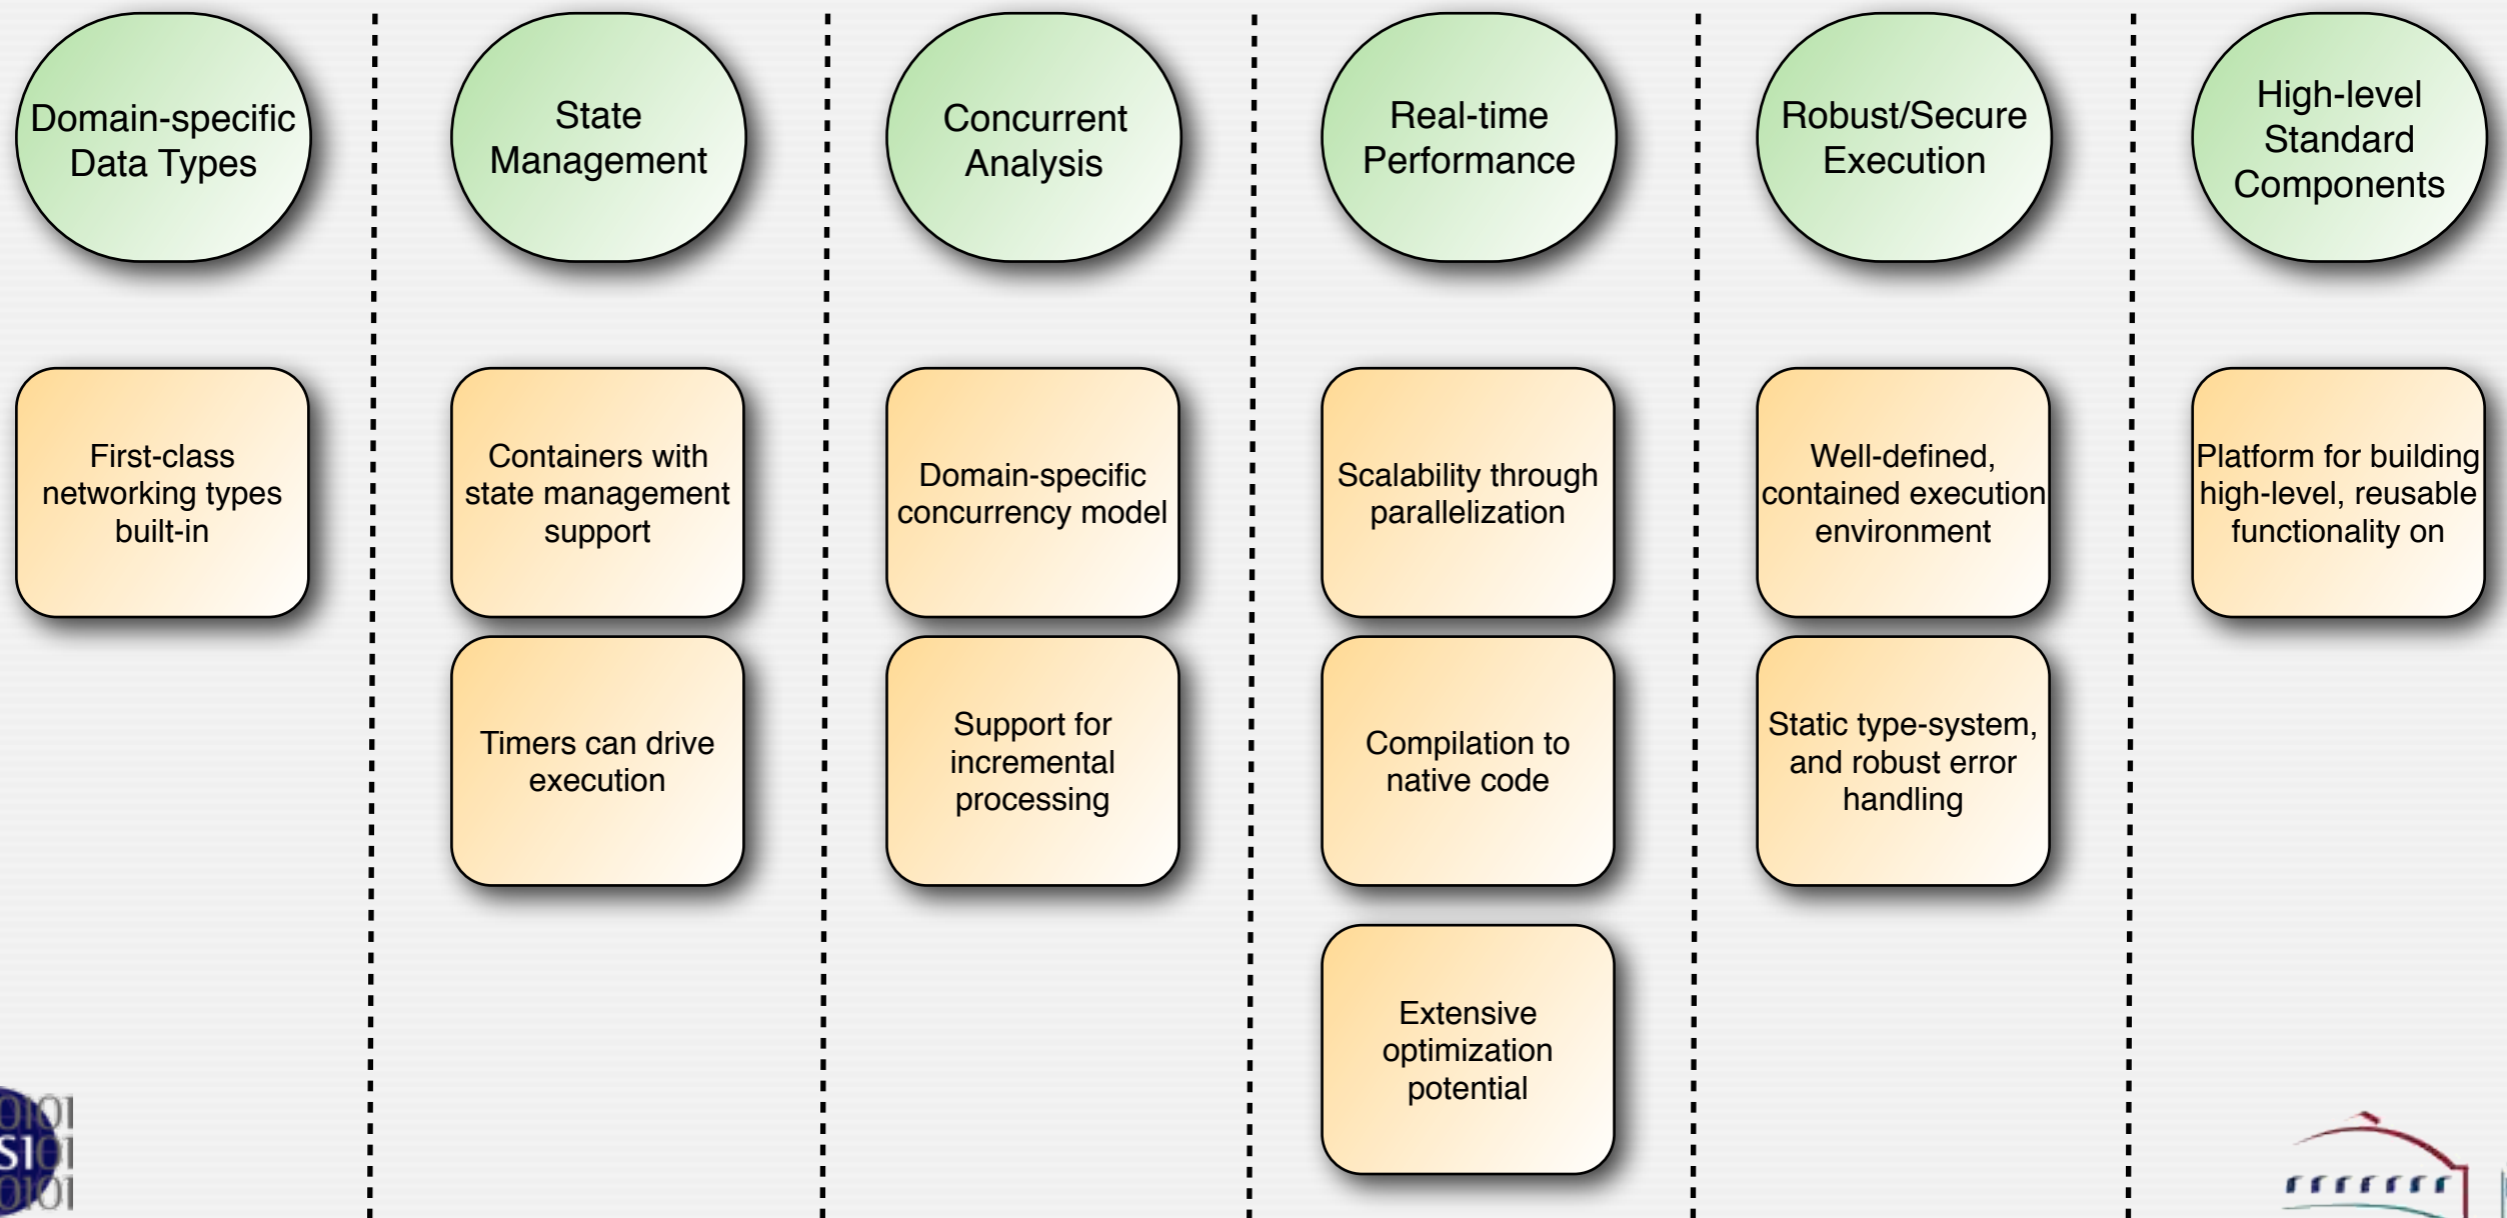 Domain-specific
Data Types
State
Management
Concurrent
Analysis
Real-time
Performance
Robust/Secure
Execution
High-level
Standard
Components
First-class
networking types
built-in
Containers with
state management
support
Domain-specific
concurrency model
Scalability through
parallelization
Well-defined,
contained execution
environment
Platform for building
high-level, reusable
functionality on
Timers can drive
execution
Support for
incremental
processing
Compilation to
native code
Static type-system,
and robust error
handling
Extensive
optimization
potential
0101
SI01
0101